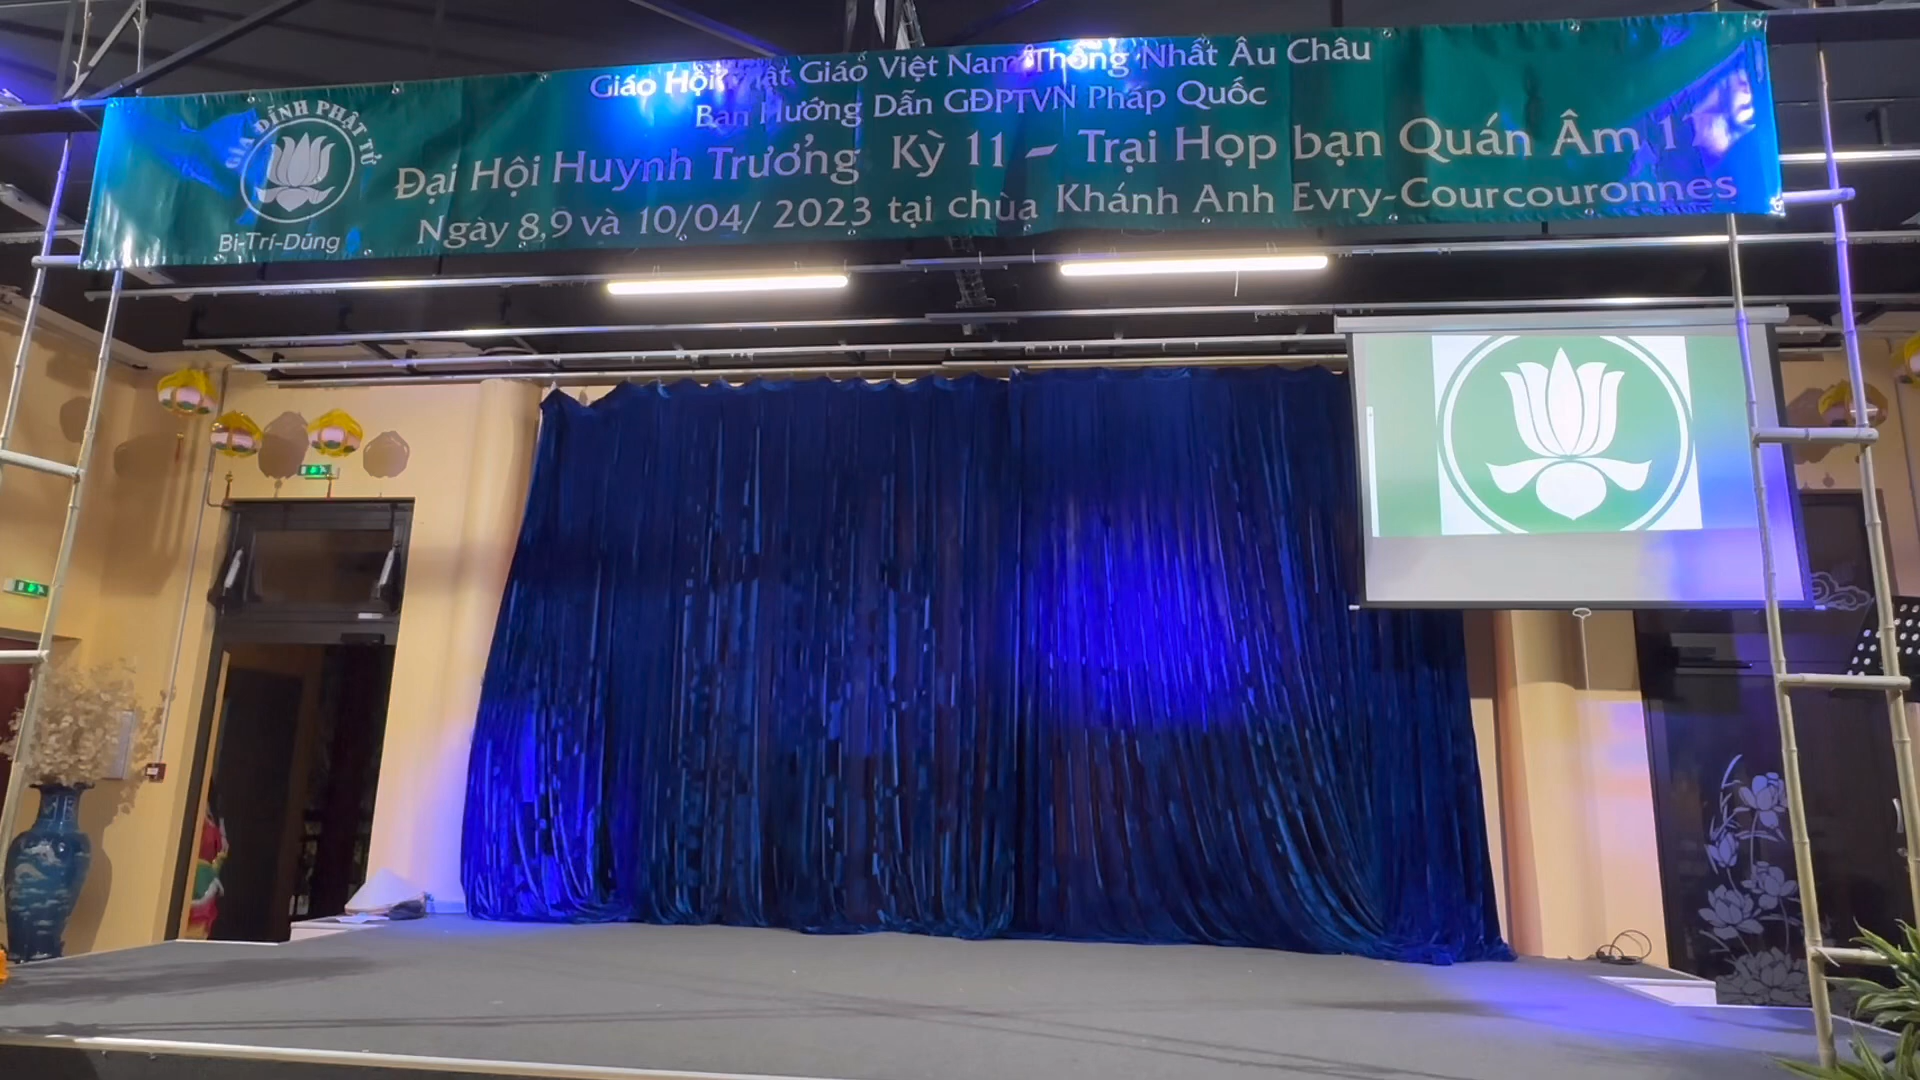 Giáo Hội Phật Giáo Việt Nam Thống Nhất Âu Châu
Ban Hướng Dẫn GĐPTVN Pháp Quốc
Đại Hội Huynh Trưởng Kỳ 11 - Trại Họp bạn Quán Âm
Ngày 8,9 và 10/04/ 2023 tại chùa Khánh Anh Evry-Courcouronnes
GIA ĐÌNH PHẬT TỬ
Bi-Trí-Dũng